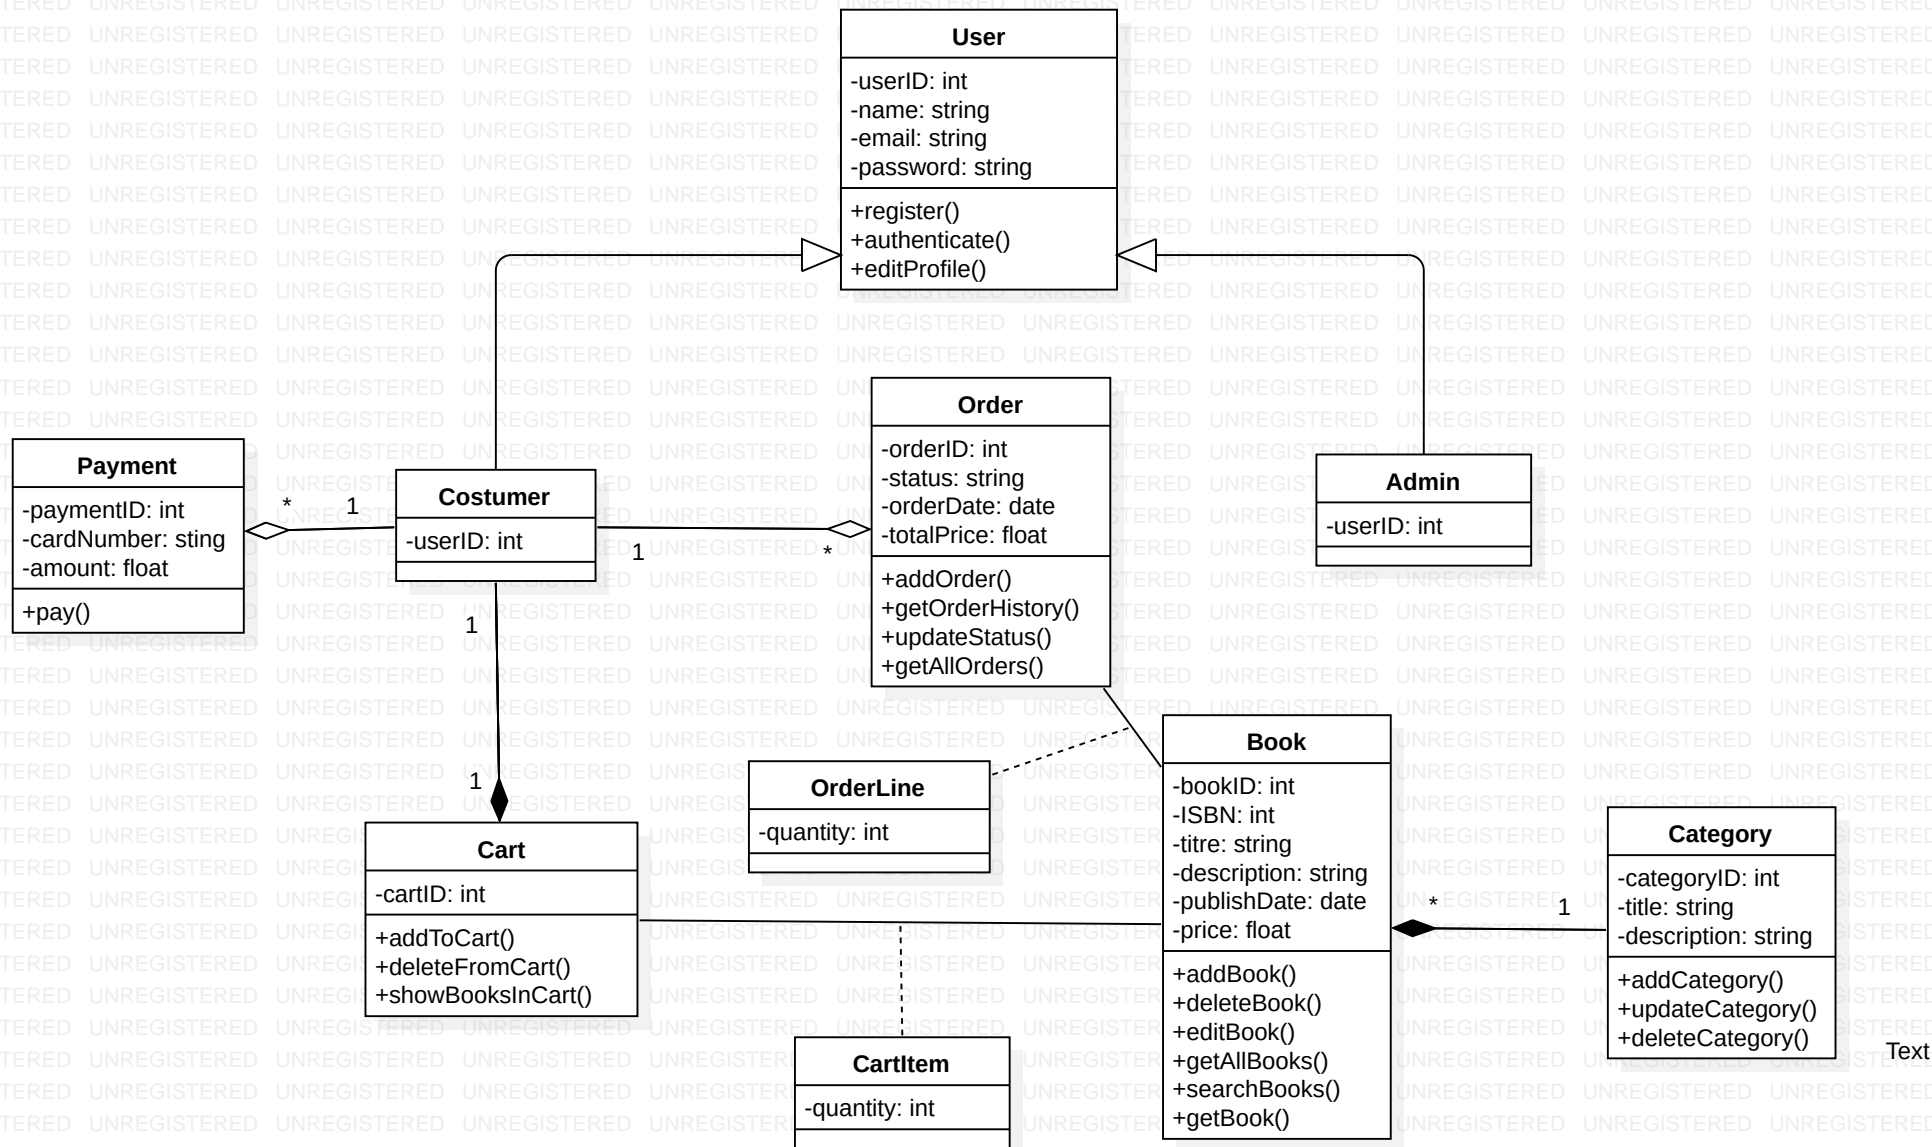 User
-userID: int
-name: string
-email: string
-password: string
+register()
+authenticate()
+editProfile()
Order
-orderID: int
-status: string
-orderDate: date
-totalPrice: float
+addOrder()
+getOrderHistory()
+updateStatus()
+getAllOrders()
Payment
-paymentID: int
-cardNumber: sting
-amount: float
+pay()
*
1
Costumer
-userID: int
1
*
Admin
-userID: int
1
1
Cart
-cartID: int
+addToCart()
+deleteFromCart()
+showBooksInCart()
OrderLine
-quantity: int
Book
-bookID: int
-ISBN: int
-titre: string
-description: string
-publishDate: date
-price: float
+addBook()
+deleteBook()
+editBook()
+getAllBooks()
+searchBooks()
+getBook()
*
1
Category
-categoryID: int
-title: string
-description: string
+addCategory()
+updateCategory()
+deleteCategory()
Text
CartItem
-quantity: int
UNREGISTERED